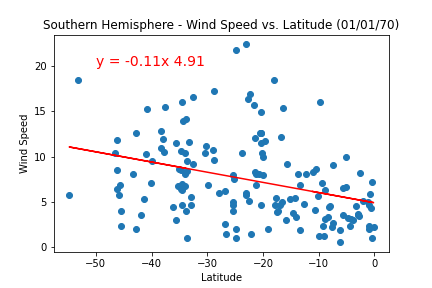 Southern Hemisphere - Wind Speed vs. Latitude (01/01/70)
y = -0.11x 4.91
Wind Speed
20
15
10
5
0
−50
−40
−30
−20
−10
0
Latitude